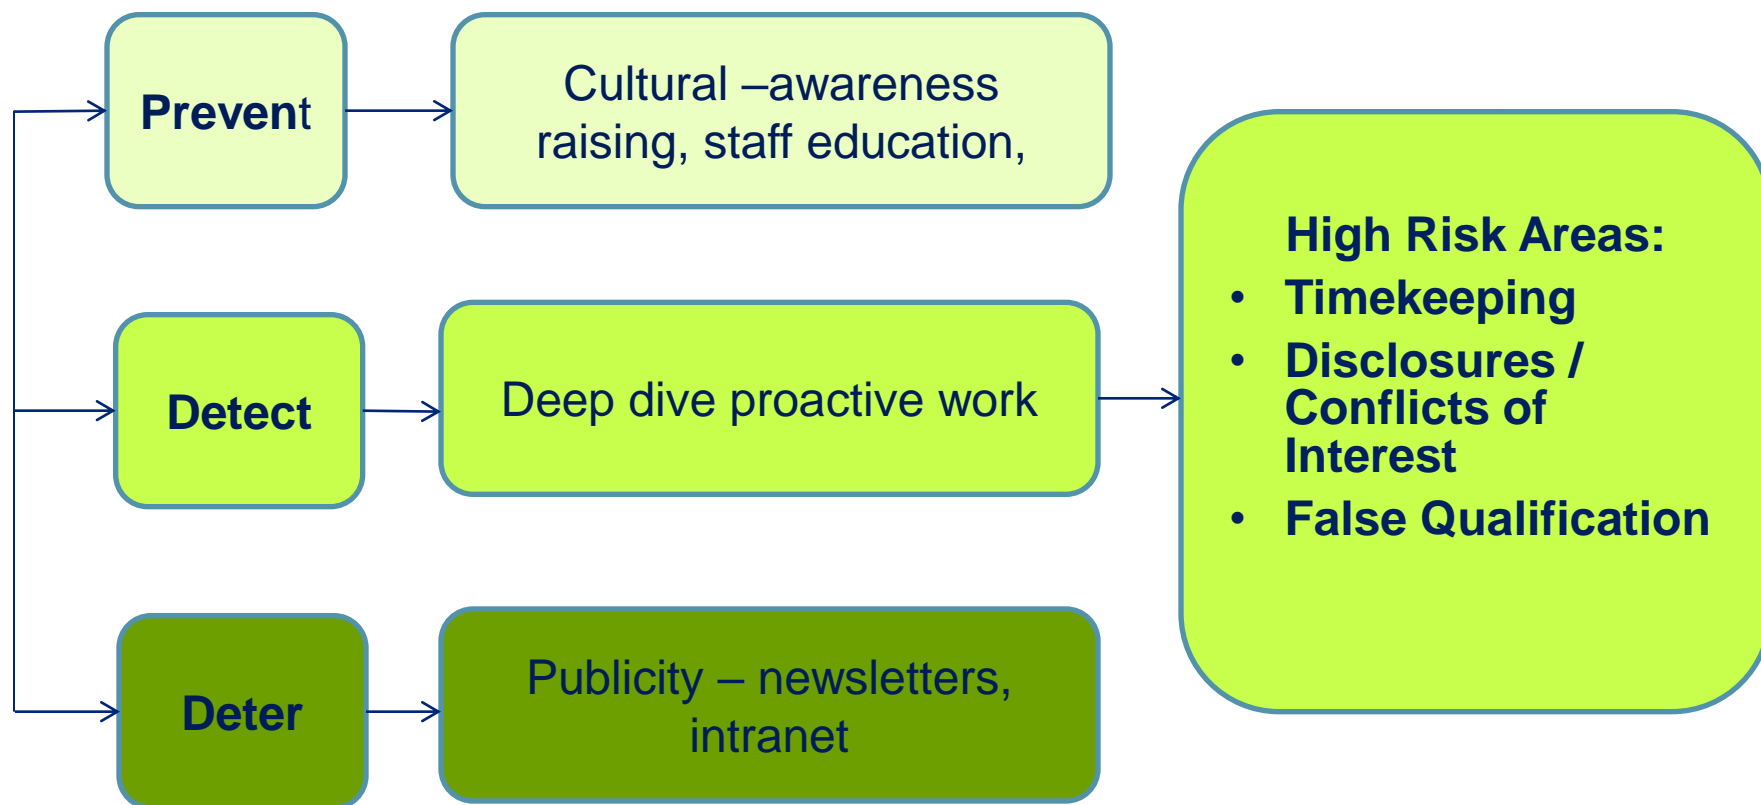 Prevent
Cultural –awareness
raising, staff education,
Detect
Deep dive proactive work
High Risk Areas:
• Timekeeping
• Disclosures /
Conflicts of
Interest
• False Qualification
Deter
Publicity – newsletters,
intranet